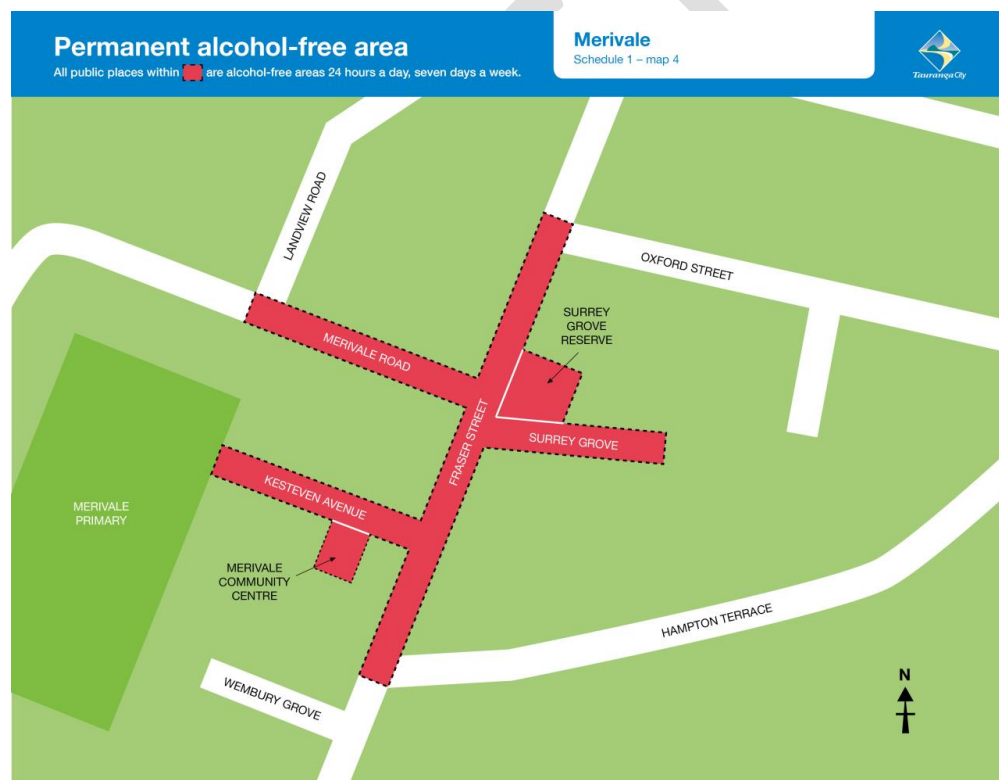 Permanent alcohol-free area
All public places within are alcohol-free areas 24 hours a day, seven days a week.
Merivale
Schedule 1 – map 4
Tauranga City
LANDVIEW ROAD
OXFORD STREET
SURREY
GROVE
RESERVE
MERIVALE ROAD
FRASER STREET
SURREY GROVE
KESTEVEN AVENUE
MERIVALE
PRIMARY
MERIVALE
COMMUNITY
CENTRE
HAMPTON TERRACE
WEMBURY GROVE
N